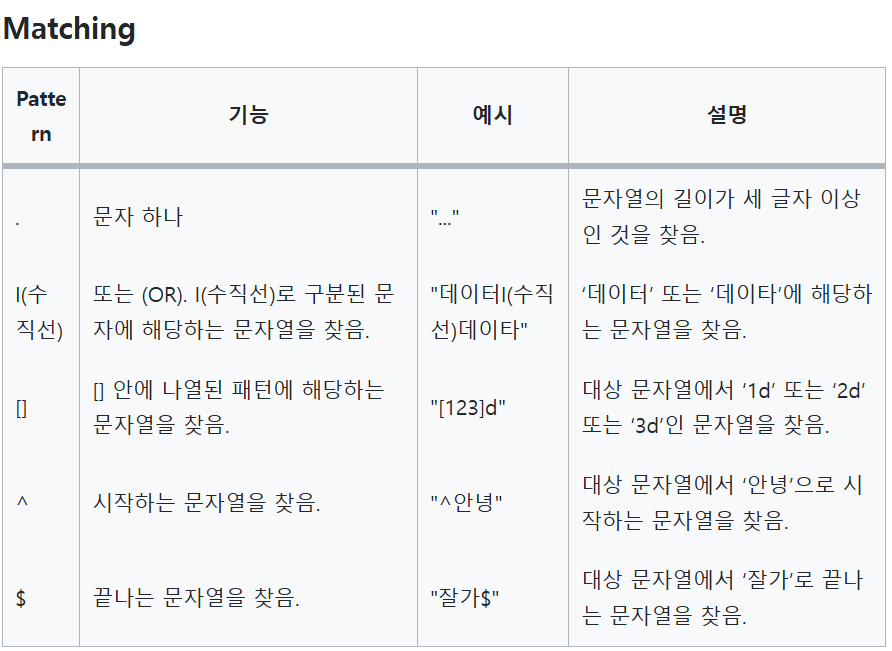 Matching
Patte
rn
기능
예시
설명
.
문자 하나
"..."
문자열의 길이가 세 글자 이상
인 것을 찾음.
l(수
직선)
또는 (OR). l(수직선)로 구분된 문
자에 해당하는 문자열을 찾음.
"데이터l(수직
선)데이타"
‘데이터’ 또는 ‘데이타’에 해당하
는 문자열을 찾음.
[]
[] 안에 나열된 패턴에 해당하는
문자열을 찾음.
"[123]d"
대상 문자열에서 ‘1d’ 또는 ‘2d’
또는 ‘3d’인 문자열을 찾음.
^
시작하는 문자열을 찾음.
"^안녕"
대상 문자열에서 ‘안녕’으로 시
작하는 문자열을 찾음.
$
끝나는 문자열을 찾음.
"잘가$"
대상 문자열에서 ‘잘가’로 끝나
는 문자열을 찾음.